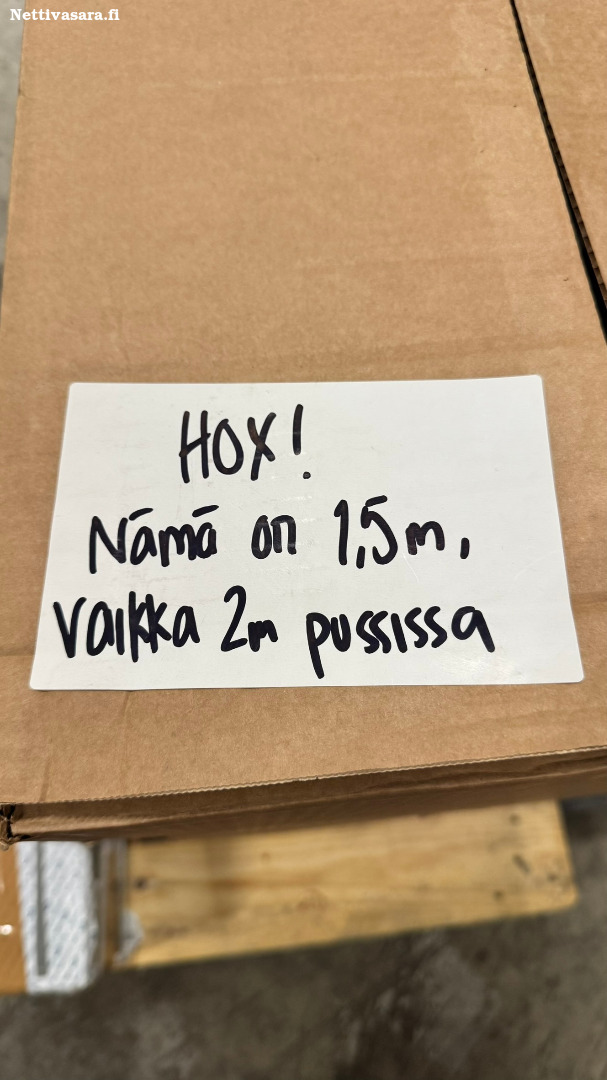 Nettivasara.fi
HOX!
Nämä on 1,5m,
vaikka 2m pussissa